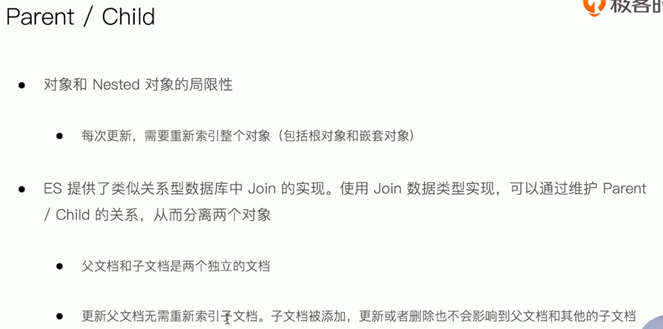 极客时
Parent / Child
对象和 Nested 对象的局限性
每次更新，需要重新索引整个对象（包括根对象和嵌套对象）
ES 提供了类似关系型数据库中 Join 的实现。使用 Join 数据类型实现，可以通过维护 Parent
/ Child 的关系，从而分离两个对象
父文档和子文档是两个独立的文档
更新父文档无需重新索引子文档。子文档被添加，更新或者删除也不会影响到父文档和其他的子文档